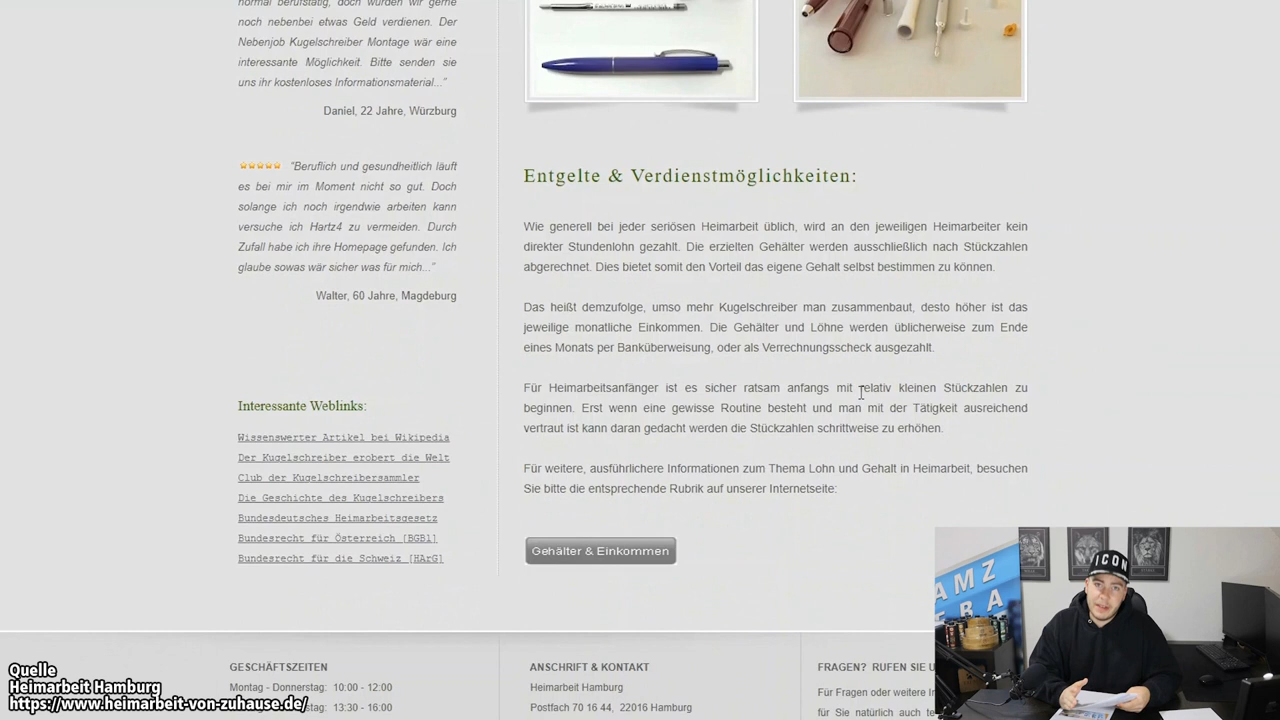 normal berufstätig, doch würden wir gerne
noch nebenbei etwas Geld verdienen. Der
Nebenjob Kugelschreiber Montage wär eine
interessante Möglichkeit. Bitte senden sie
uns ihr kostenloses Informationsmaterial..."
Daniel, 22 Jahre, Würzburg
"Beruflich und gesundheitlich läuft
es bei mir im Moment nicht so gut. Doch
solange ich noch irgendwie arbeiten kann
versuche ich Hartz4 zu vermeiden. Durch
Zufall habe ich ihre Homepage gefunden. Ich
glaube sowas wär sicher was für mich..."
Walter, 60 Jahre, Magdeburg
Interessante Weblinks:
Wissenswerter Artikel bei Wikipedia
Der Kugelschreiber erobert die Welt
Club der Kugelschreibersammler
Die Geschichte des Kugelschreibers
Bundesdeutsches Heimarbeitsgesetz
Bundesrecht für Österreich [BGBl]
Bundesrecht für die Schweiz [HArG]
Entgelte & Verdienstmöglichkeiten:
Wie generell bei jeder seriösen Heimarbeit üblich, wird an den jeweiligen Heimarbeiter kein
direkter Stundenlohn gezahlt. Die erzielten Gehälter werden ausschließlich nach Stückzahlen
abgerechnet. Dies bietet somit den Vorteil das eigene Gehalt selbst bestimmen zu können.
Das heißt demzufolge, umso mehr Kugelschreiber man zusammenbaut, desto höher ist das
jeweilige monatliche Einkommen. Die Gehälter und Löhne werden üblicherweise zum Ende
eines Monats per Banküberweisung, oder als Verrechnungsscheck ausgezahlt.
Für Heimarbeitsanfänger ist es sicher ratsam anfangs mit relativ kleinen Stückzahlen zu
beginnen. Erst wenn eine gewisse Routine besteht und man mit der Tätigkeit ausreichend
vertraut ist kann daran gedacht werden die Stückzahlen schrittweise zu erhöhen.
Für weitere, ausführlichere Informationen zum Thema Lohn und Gehalt in Heimarbeit, besuchen
Sie bitte die entsprechende Rubrik auf unserer Internetseite:
Gehälter & Einkommen
GESCHÄFTSZEITEN
Montag - Donnerstag: 10:00 - 12:00
13:30 - 16:00
ANSCHRIFT & KONTAKT
Heimarbeit Hamburg
Postfach 70 16 44, 22016 Hamburg
FRAGEN? RUFEN SIE U
Für Fragen oder weitere In
für Sie natürlich auch te
Quelle
Heimarbeit Hamburg
https://www.heimarbeit-von-zuhause.de/
AMZ
ICON